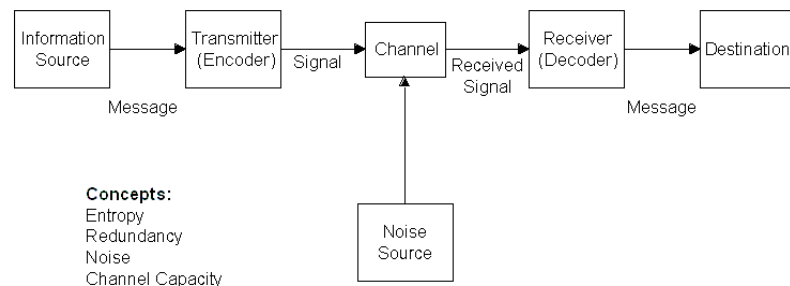 Information
Source
Transmitter
(Encoder)
Channel
Receiver
(Decoder)
Destination
Message
Signal
Received
Signal
Message
Concepts:
Entropy
Redundancy
Noise
Channel Capacity
Noise
Source